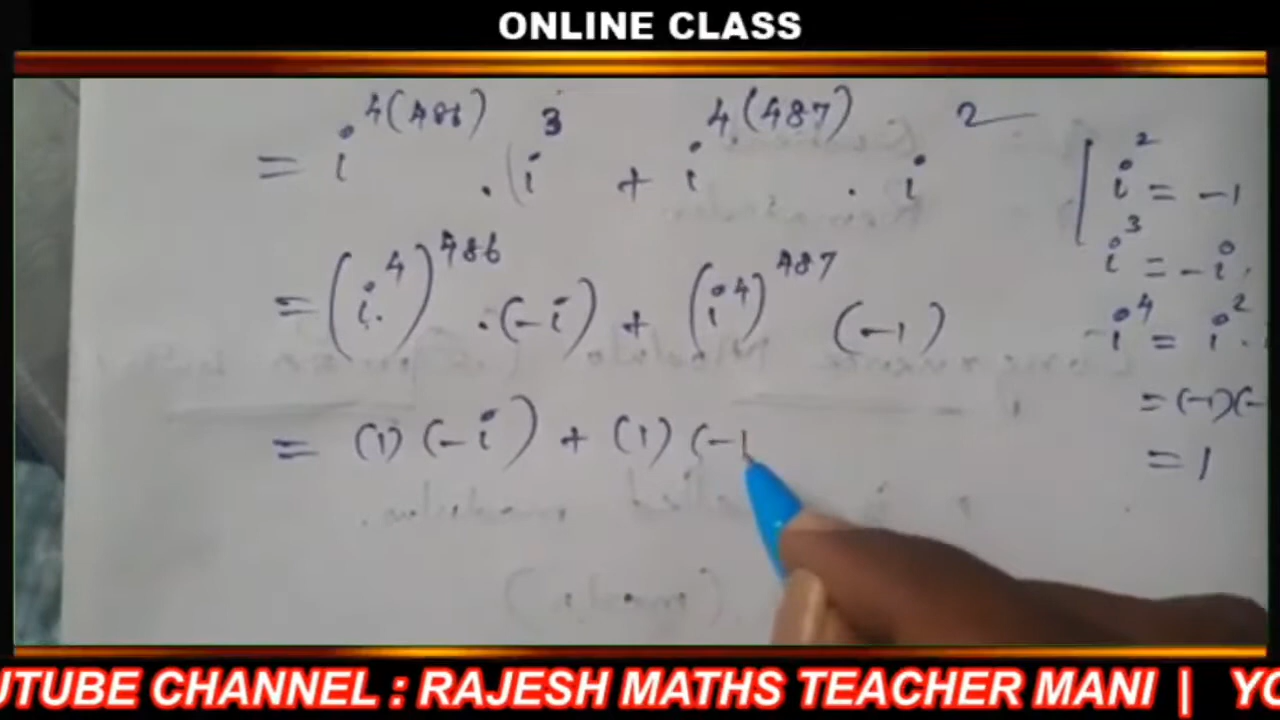 ONLINE CLASS
= i^4(486) . (i^3 + i^4(487) . i^2
= (i^4)^486 . (-i) + (i^4)^487 (-1)
= (1) (-i) + (1) (-1
i^2 = -1
i^3 = -i.
i^4 = i^2 .
= (-1)(-
= 1
UTUBE CHANNEL : RAJESH MATHS TEACHER MANI | YO